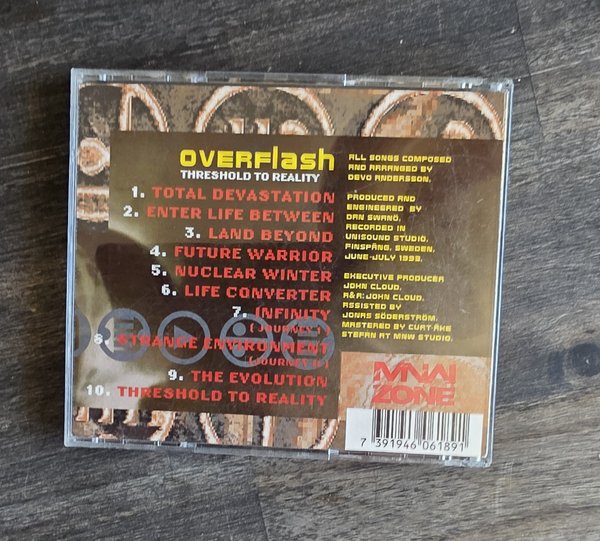 OVERFlash
THRESHOLD TO REALITY
1. TOTAL DEVASTATION
2. ENTER LIFE BETWEEN
3. LAND BEYOND
4. FUTURE WARRIOR
5. NUCLEAR WINTER
6. LIFE CONVERTER
7. INFINITY
(JOURNEY I)
8. STRANGE ENVIRONMENT
(JOURNEY II)
9. THE EVOLUTION
10. THRESHOLD TO REALITY
ALL SONGS COMPOSED
AND ARRANGED BY
DEVO ANDERSSON.
PRODUCED AND
ENGINEERED BY
DAN SWANÖ,
RECORDED IN
UNISOUND STUDIO,
FINSPÅNG, SWEDEN,
JUNE-JULY 1993.
EXECUTIVE PRODUCER
JOHN CLOUD.
A&R: JOHN CLOUD.
ASSISTED BY
JONAS SÖDERSTRÖM.
MASTERED BY CURT-ÅKE
STEFAN AT MNW STUDIO.
MNW
ZONE
7 391946 061891